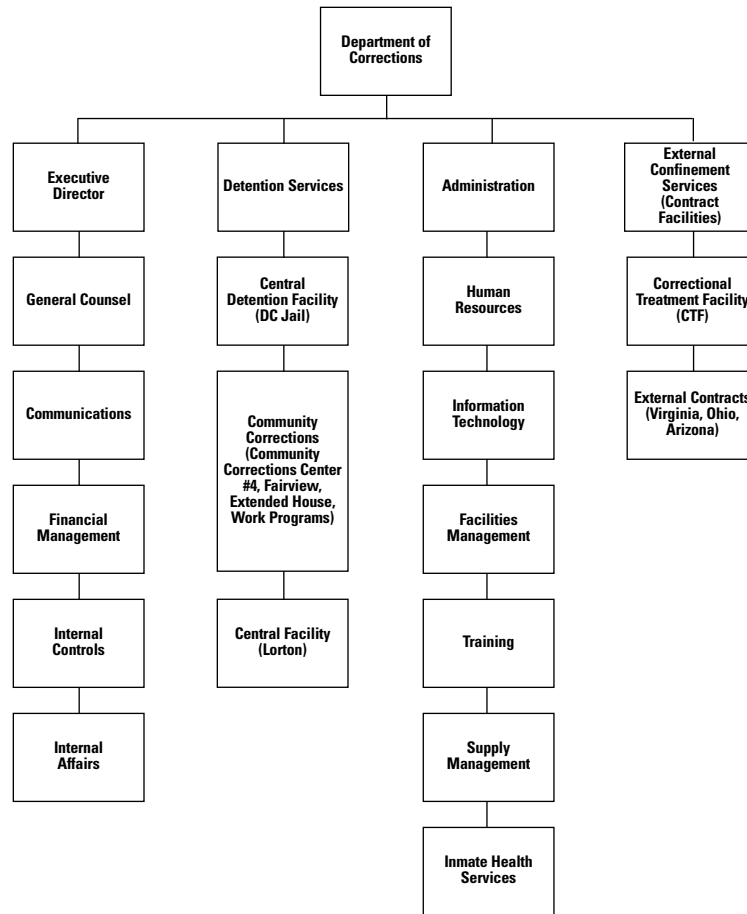 Department of
Corrections
Executive
Director
General Counsel
Communications
Financial
Management
Internal
Controls
Internal
Affairs
Detention Services
Central
Detention Facility
(DC Jail)
Community
Corrections
(Community
Corrections Center
#4, Fairview,
Extended House,
Work Programs)
Central Facility
(Lorton)
Administration
Human
Resources
Information
Technology
Facilities
Management
Training
Supply
Management
Inmate Health
Services
External
Confinement
Services
(Contract
Facilities)
Correctional
Treatment Facility
(CTF)
External Contracts
(Virginia, Ohio,
Arizona)